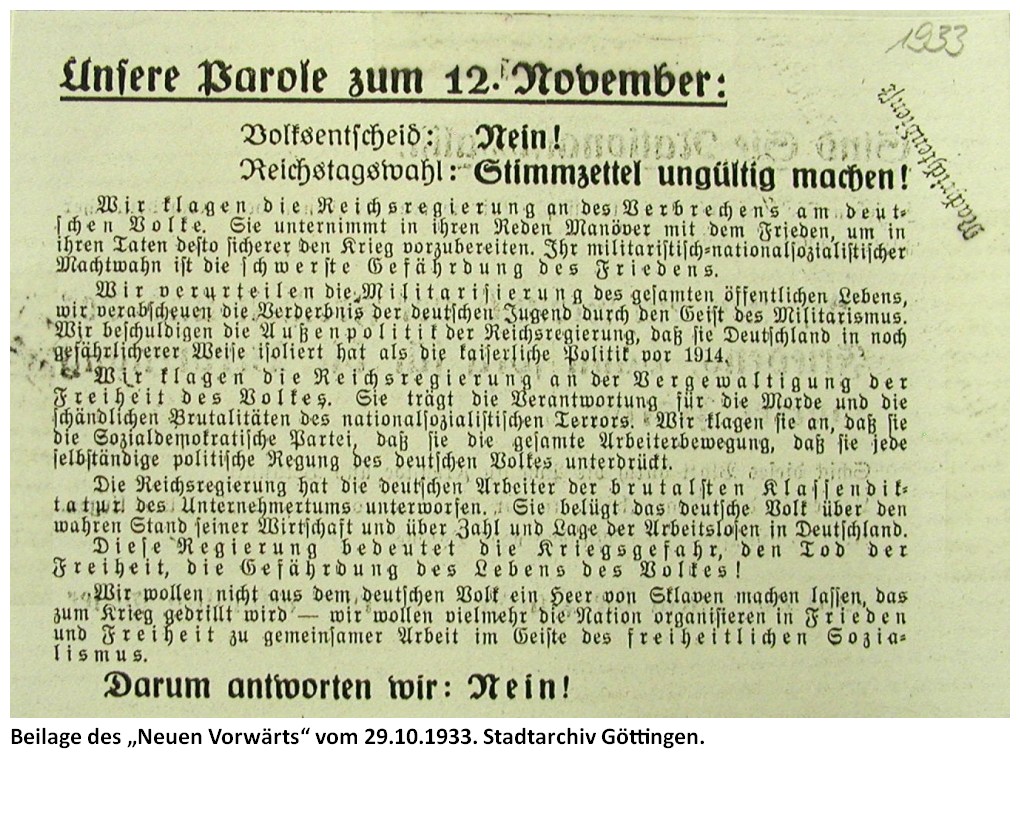 1933
Unsere Parole zum 12. November:
Nachrichtendienst
Volksentscheid: Nein!
Reichstagswahl: Stimmzettel ungültig machen!
Wir klagen die Reichsregierung an des Verbrechens am deut-
schen Volke. Sie unternimmt in ihren Reden Manöver mit dem Frieden, um in
ihren Taten desto sicherer den Krieg vorzubereiten. Ihr militaristisch-nationalsozialistischer
Machtwahn ist die schwerste Gefährdung des Friedens.
Wir verurteilen die Militarisierung des gesamten öffentlichen Lebens,
wir verabscheuen die Verderbnis der deutschen Jugend durch den Geist des Militarismus.
Wir beschuldigen die Außenpolitik der Reichsregierung, daß sie Deutschland in noch
gefährlicherer Weise isoliert hat als die kaiserliche Politik vor 1914.
Wir klagen die Reichsregierung an der Vergewaltigung der
Freiheit des Volkes. Sie trägt die Verantwortung für die Morde und die
schändlichen Brutalitäten des nationalsozialistischen Terrors. Wir klagen sie an, daß sie
die Sozialdemokratische Partei, daß sie die gesamte Arbeiterbewegung, daß sie jede
selbständige politische Regung des deutschen Volkes unterdrückt.
Die Reichsregierung hat die deutschen Arbeiter der brutalsten Klassendik-
tatur des Unternehmertums unterworfen. Sie belügt das deutsche Volk über den
wahren Stand seiner Wirtschaft und über Zahl und Lage der Arbeitslosen in Deutschland.
Diese Regierung bedeutet die Kriegsgefahr, den Tod der
Freiheit, die Gefährdung des Lebens des Volkes!
Wir wollen nicht aus dem deutschen Volk ein Heer von Sklaven machen lassen, das
zum Krieg gedrillt wird — wir wollen vielmehr die Nation organisieren in Frieden
und Freiheit zu gemeinsamer Arbeit im Geiste des freiheitlichen Sozia-
lismus.
Darum antworten wir: Nein!
Beilage des „Neuen Vorwärts“ vom 29.10.1933. Stadtarchiv Göttingen.